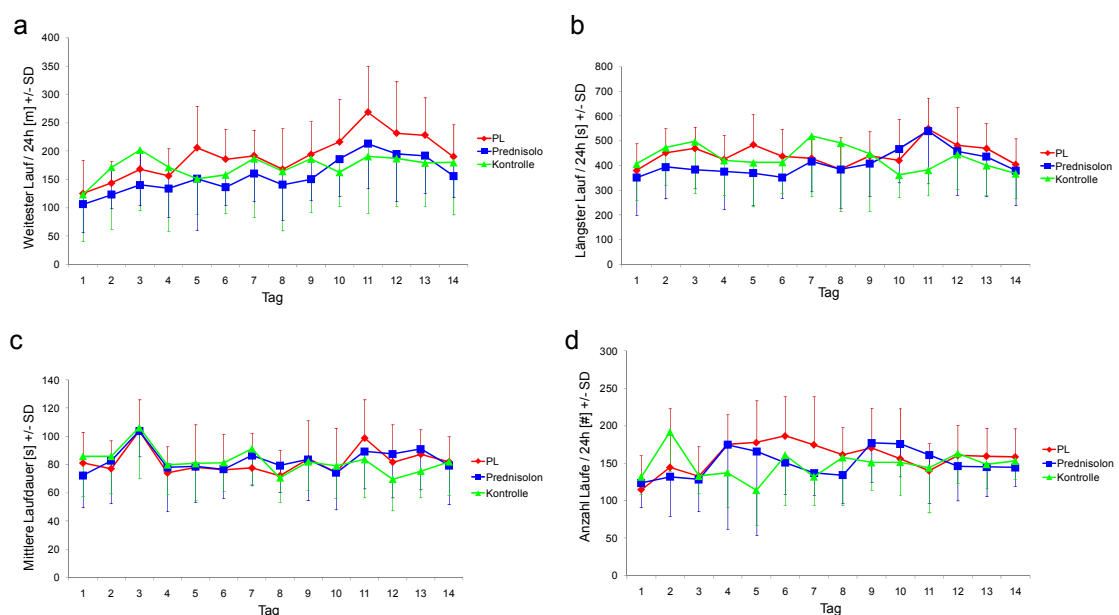 a
Weitester Lauf / 24h [m] +/- SD
400
350
300
250
200
150
100
50
0
1 2 3 4 5 6 7 8 9 10 11 12 13 14
Tag
PL
Prednisolo
Kontrolle
b
Längster Lauf / 24h [s] +/- SD
800
700
600
500
400
300
200
100
0
1 2 3 4 5 6 7 8 9 10 11 12 13 14
Tag
PL
Prednisolon
Kontrolle
c
Mittlere Laufdauer [s] +/- SD
140
120
100
80
60
40
20
0
1 2 3 4 5 6 7 8 9 10 11 12 13 14
Tag
PL
Prednisolon
Kontrolle
d
Anzahl Läufe / 24h [#] +/- SD
300
250
200
150
100
50
0
1 2 3 4 5 6 7 8 9 10 11 12 13 14
Tag
PL
Prednisolon
Kontrolle